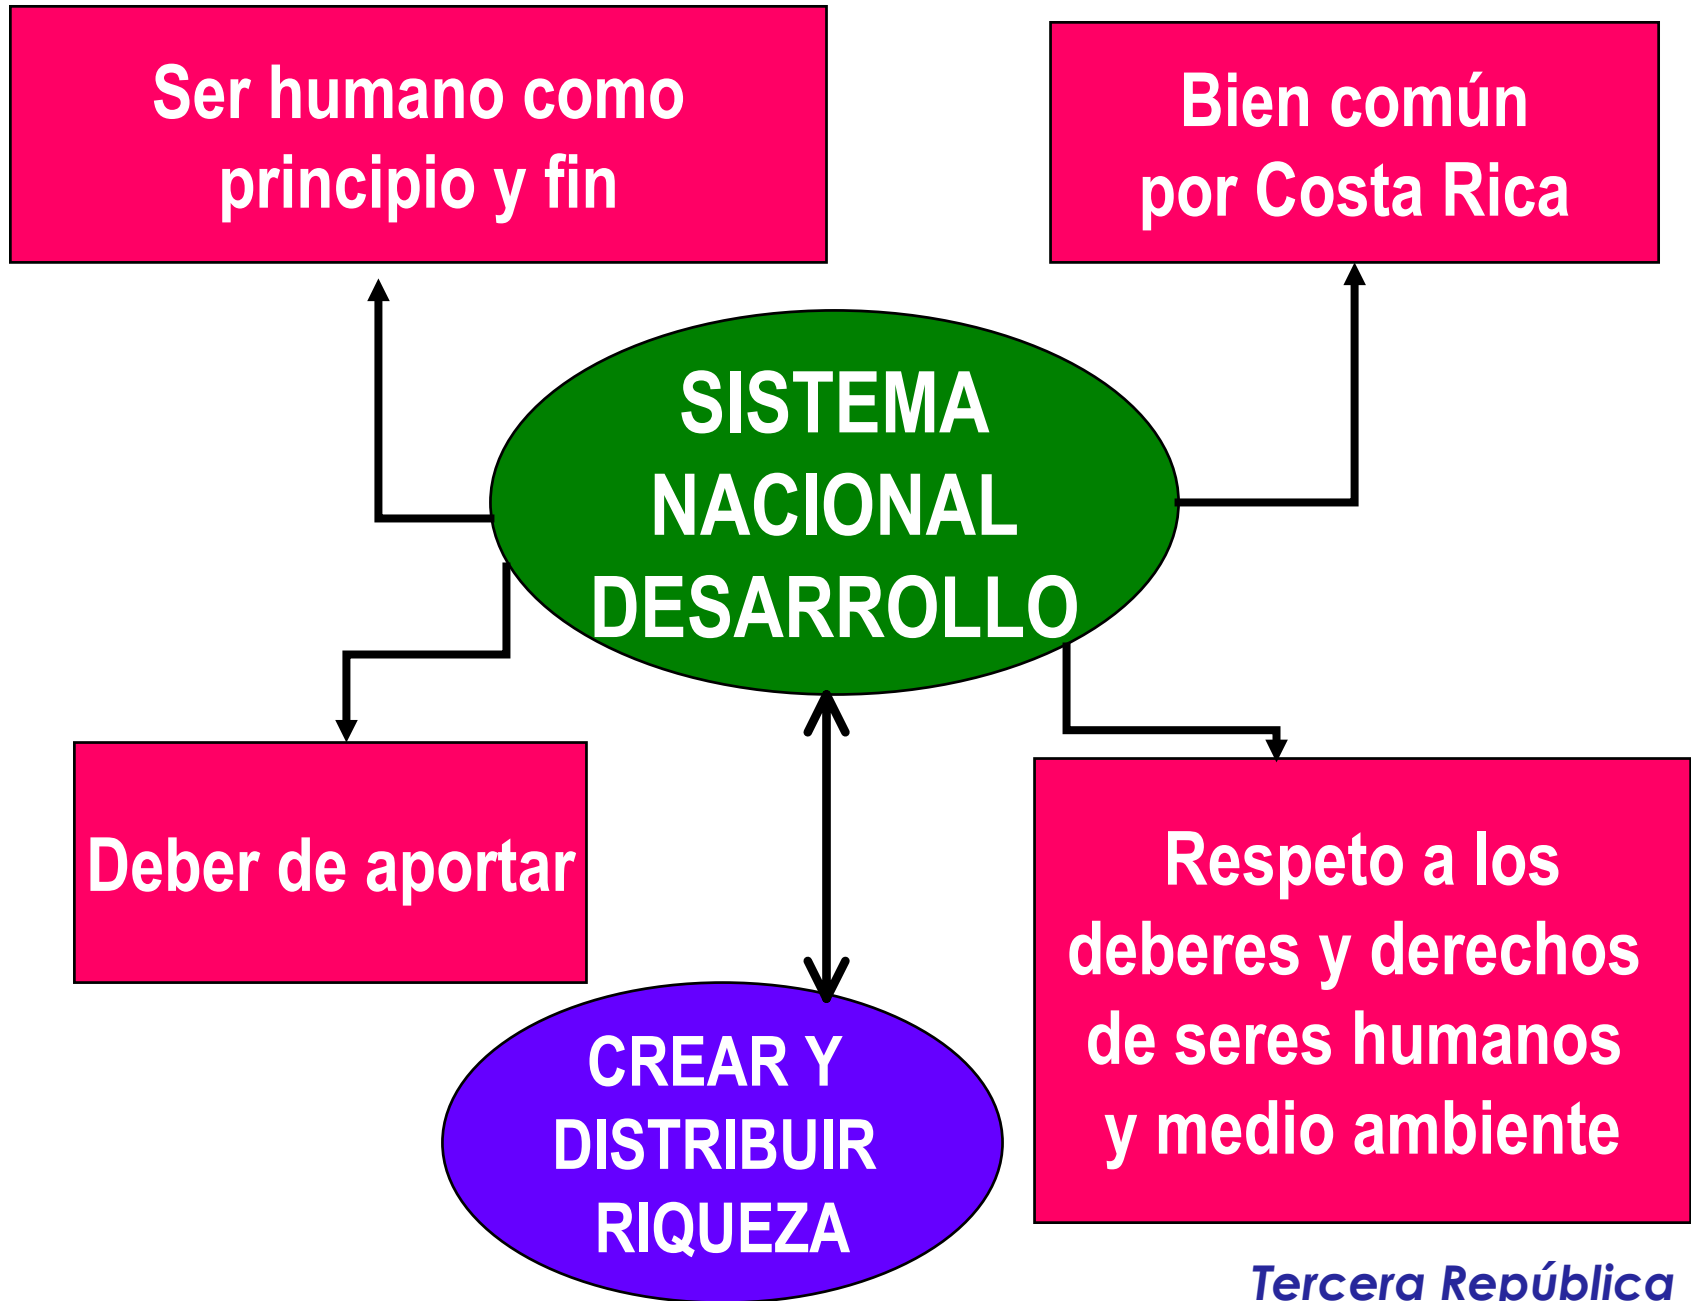 Ser humano como
principio y fin
Bien común
por Costa Rica
SISTEMA
NACIONAL
DESARROLLO
Deber de aportar
Respeto a los
deberes y derechos
de seres humanos
y medio ambiente
CREAR Y
DISTRIBUIR
RIQUEZA
Tercera República